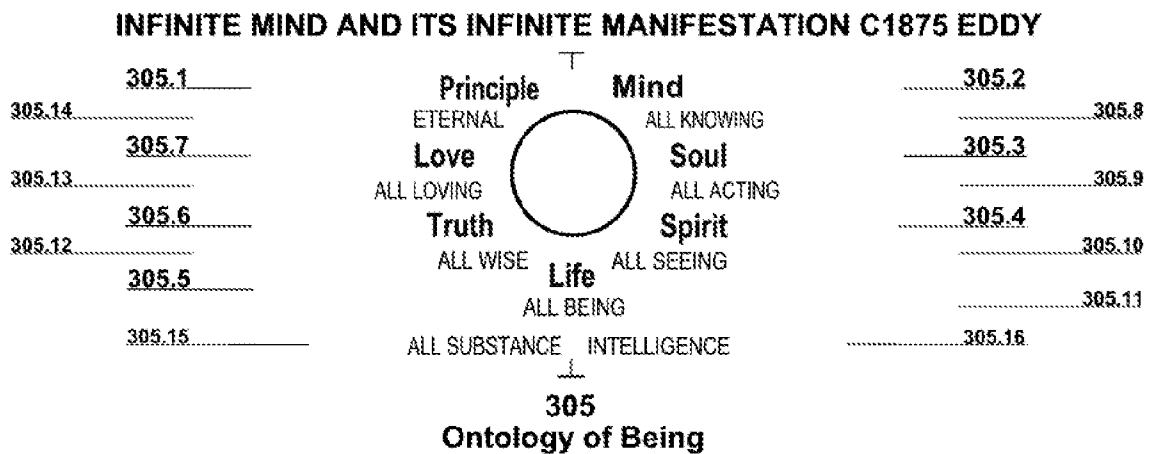 INFINITE MIND AND ITS INFINITE MANIFESTATION C1875 EDDY
305.1 Principle Mind 305.2
305.14 ETERNAL ALL KNOWING 305.8
305.7 Love Soul 305.3
305.13 ALL LOVING ALL ACTING 305.9
305.6 Truth Spirit 305.4
305.12 ALL WISE ALL SEEING 305.10
305.5 Life
ALL BEING 305.11
305.15 ALL SUBSTANCE INTELLIGENCE 305.16
305
Ontology of Being